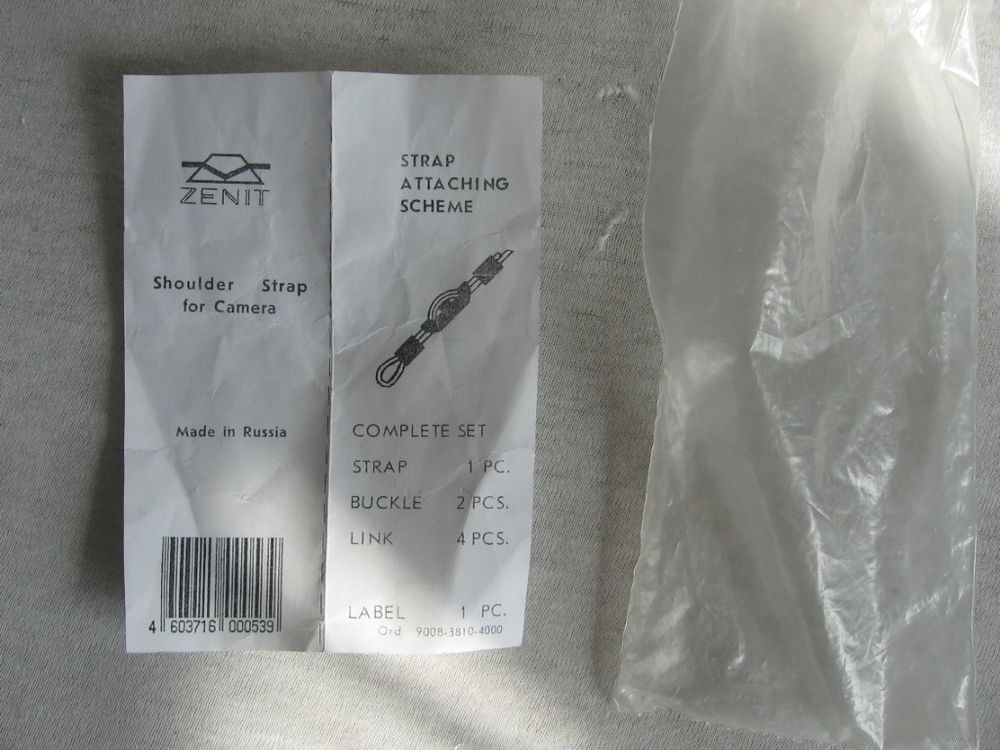 ZENIT
Shoulder Strap
for Camera
Made in Russia
4 603716 000539
STRAP
ATTACHING
SCHEME
COMPLETE SET
STRAP 1 PC.
BUCKLE 2 PCS.
LINK 4 PCS.
LABEL 1 PC.
Ord. 9008-3810-4000